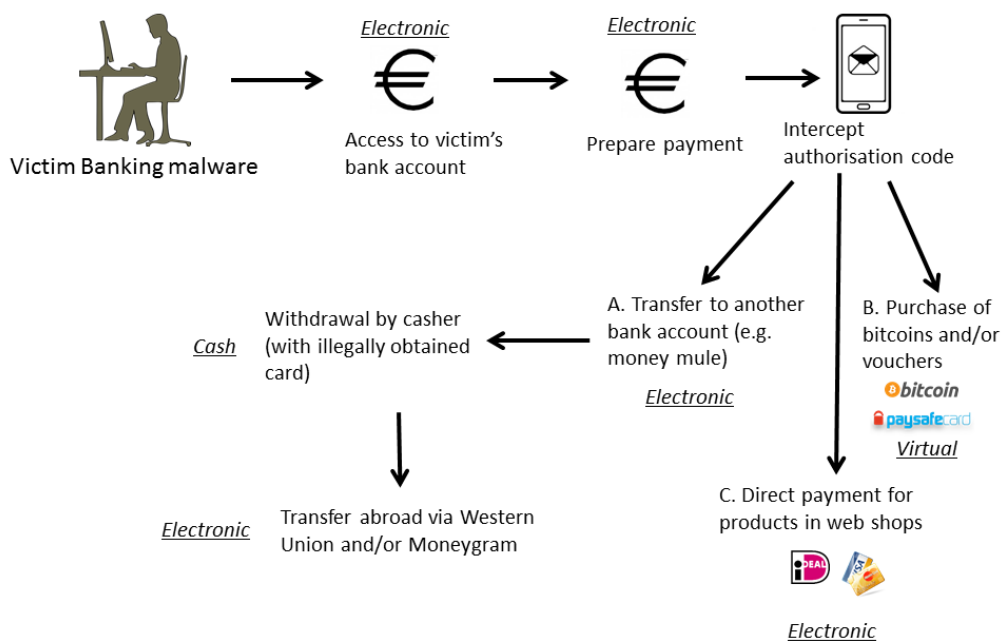 Electronic
Electronic
Victim Banking malware
Access to victim's
bank account
Prepare payment
Intercept
authorisation code
Cash
Withdrawal by casher
(with illegally obtained
card)
A. Transfer to another
bank account (e.g.
money mule)
Electronic
B. Purchase of
bitcoins and/or
vouchers
bitcoin
paysafecard
Virtual
Electronic
Transfer abroad via Western
Union and/or Moneygram
C. Direct payment for
products in web shops
iDEAL
VISA
Electronic